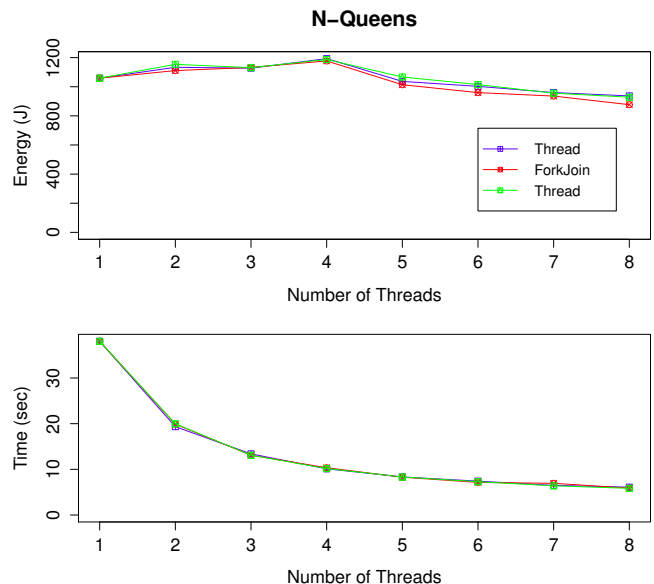 N-Queens
Energy (J)
1200
800
400
0
Thread
ForkJoin
Thread
1 2 3 4 5 6 7 8
Number of Threads
Time (sec)
30
20
10
0
1 2 3 4 5 6 7 8
Number of Threads